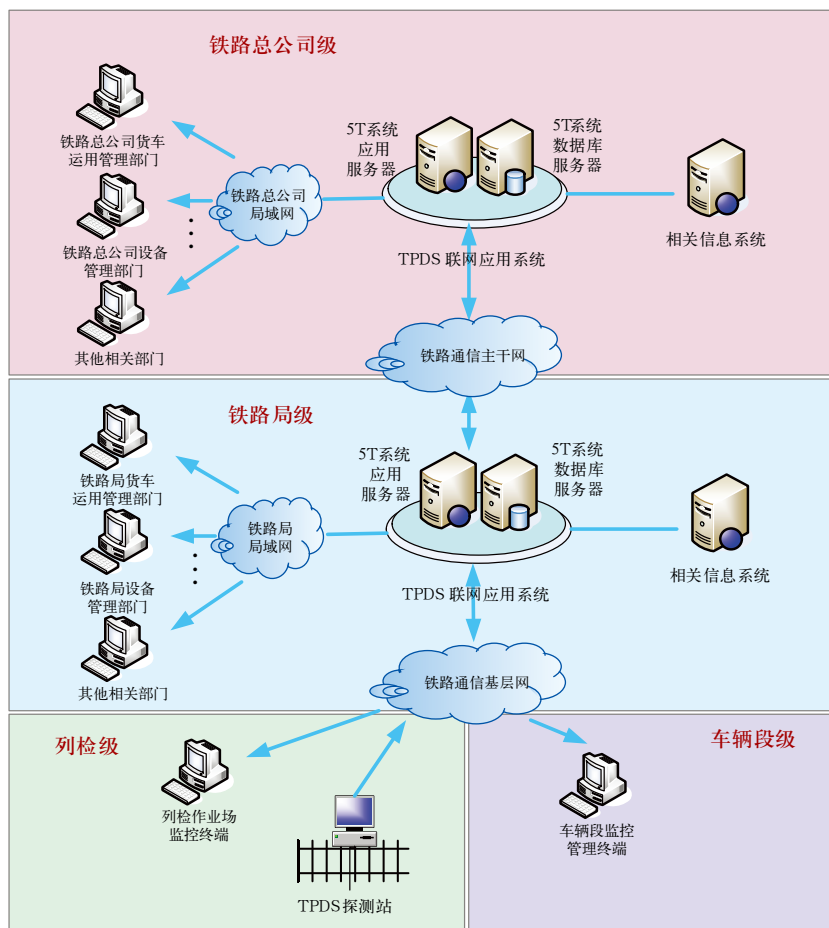 铁路总公司级
铁路总公司货车
运用管理部门
铁路总公司设备
管理部门
其他相关部门
铁路总公司
局域网
5T系统
应用
服务器
5T系统
数据库
服务器
相关信息系统
TPDS 联网应用系统
铁路通信主干网
铁路局级
铁路局货车
运用管理部门
铁路局设备
管理部门
其他相关部门
铁路局
局域网
5T系统
应用
服务器
5T系统
数据库
服务器
相关信息系统
TPDS 联网应用系统
铁路通信基层网
列检级
列检作业场
监控终端
TPDS探测站
车辆段级
车辆段监控
管理终端